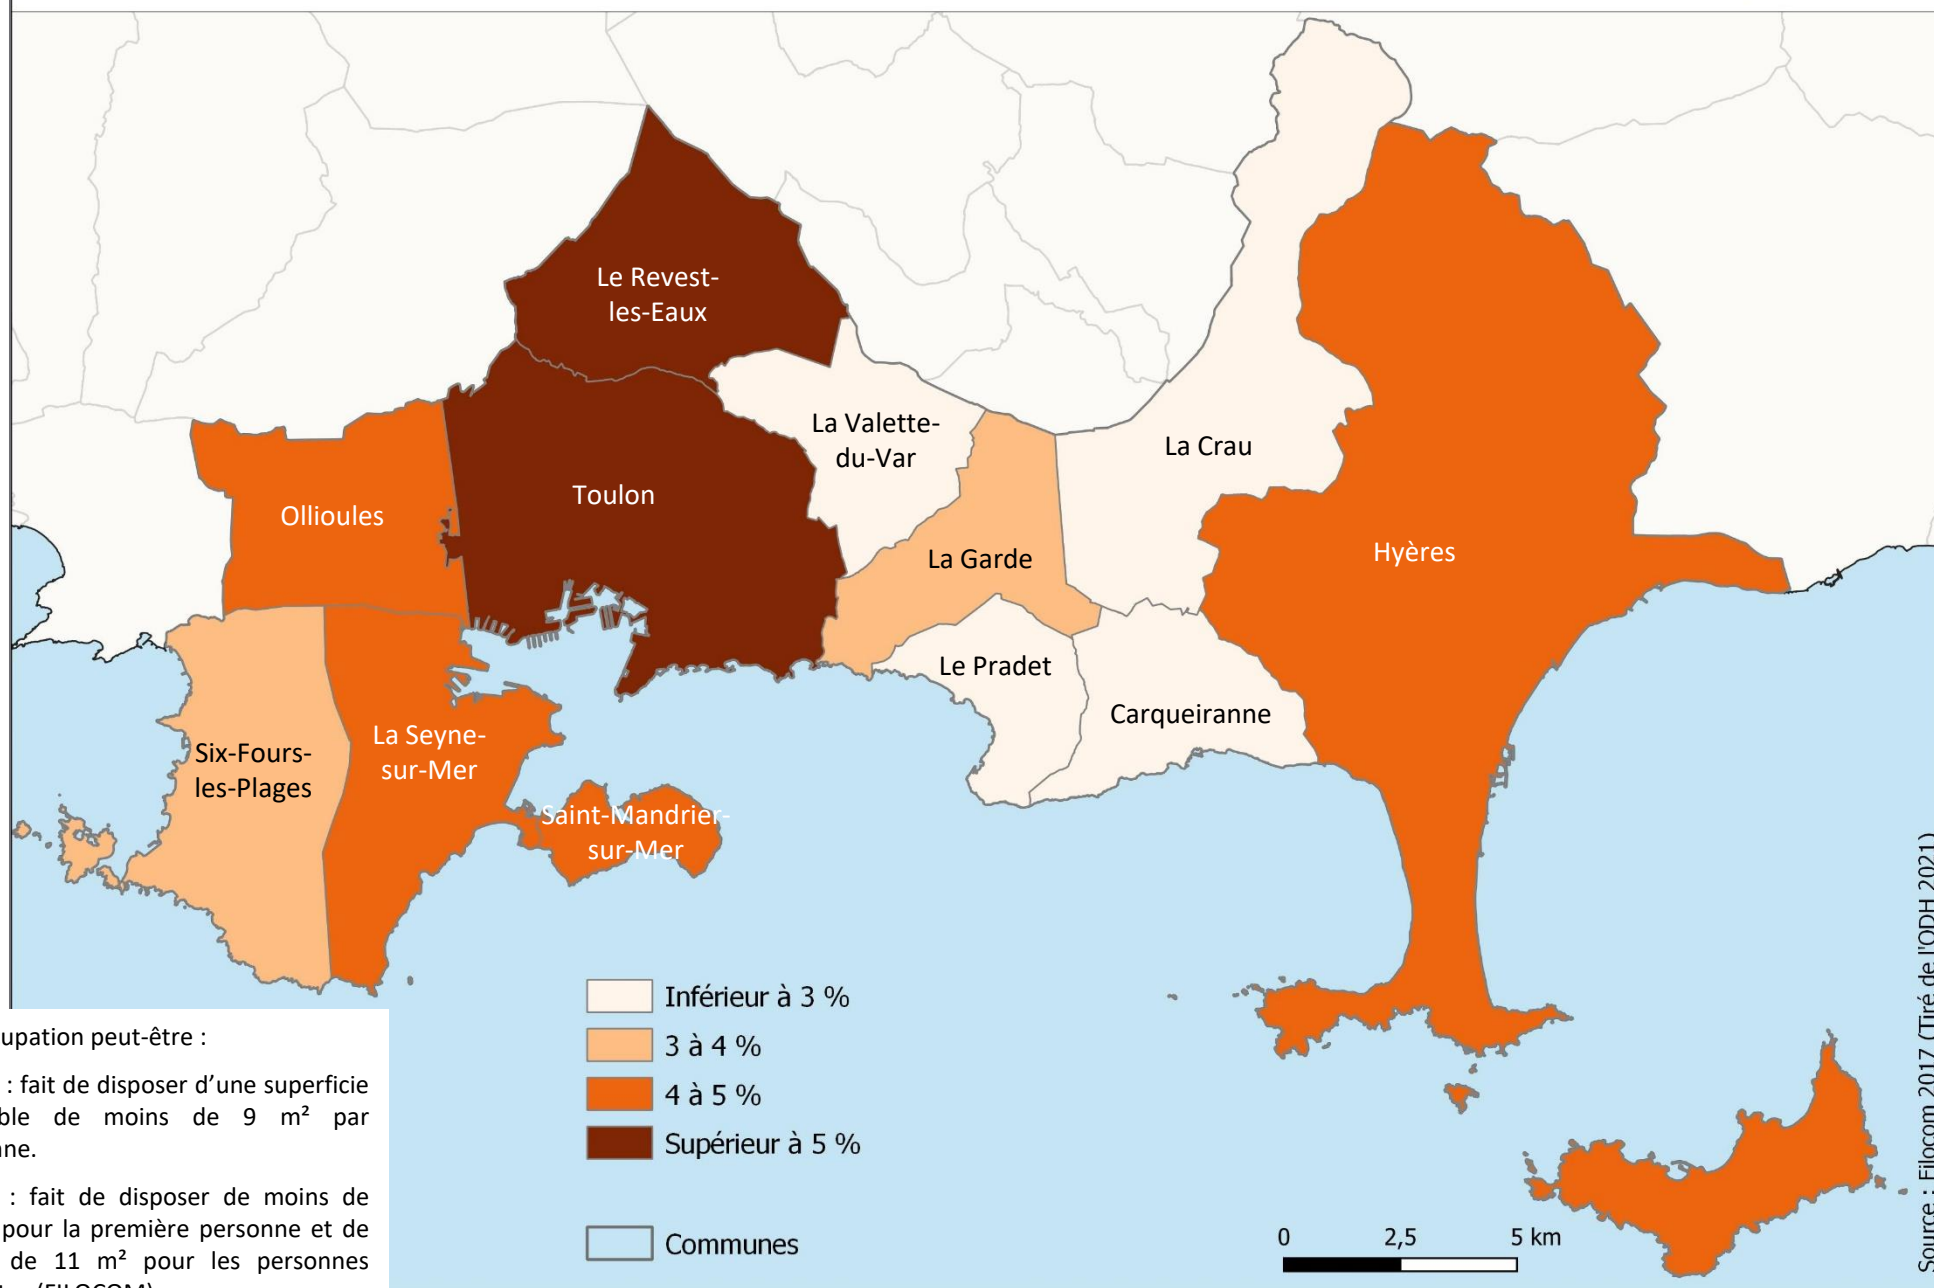 Le Revest-
les-Eaux
La Valette-
du-Var
La Crau
Toulon
Ollioules
La Garde
Hyères
Le Pradet
Carqueiranne
La Seyne-
sur-Mer
Six-Fours-
les-Plages
Saint-Mandrier-
sur-Mer
Inférieur à 3 %
3 à 4 %
4 à 5 %
Supérieur à 5 %
Communes
0 2,5 5 km
Source : Filocom 2017 (Tiré de l'ODH 2021)
upation peut-être :
: fait de disposer d’une superficie
ble de moins de 9 m² par
nne.
: fait de disposer de moins de
pour la première personne et de
de 11 m² pour les personnes
(FILOCOM)